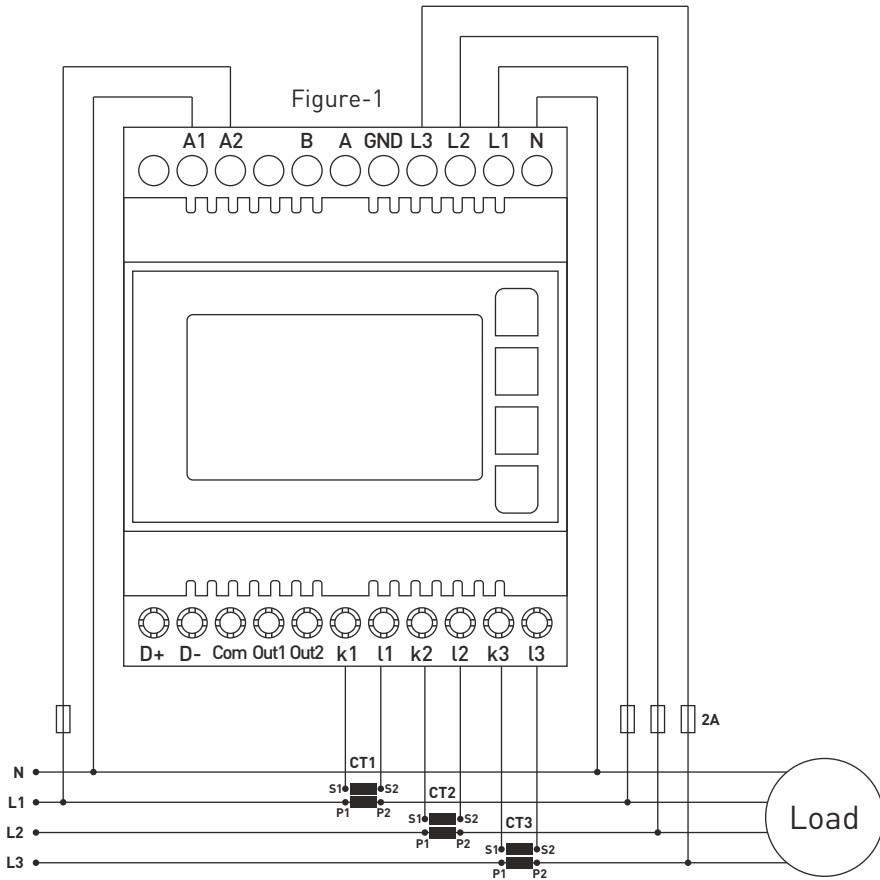 Figure-1
A1 A2 B A GND L3 L2 L1 N
D+ D- Com Out1 Out2 k1 l1 k2 l2 k3 l3
2A
N
CT1
S1 S2
L1
P1 P2
CT2
S1 S2
L2
P1 P2
CT3
S1 S2
L3
P1 P2
Load